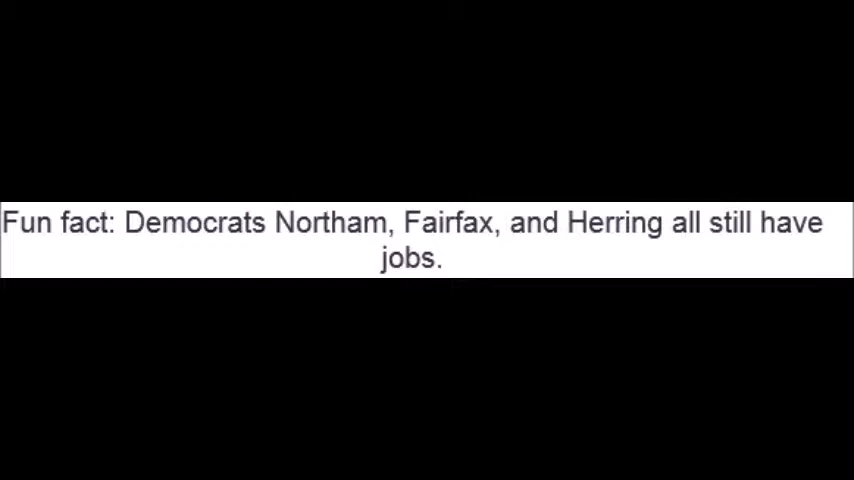 Fun fact: Democrats Northam, Fairfax, and Herring all still have
jobs.